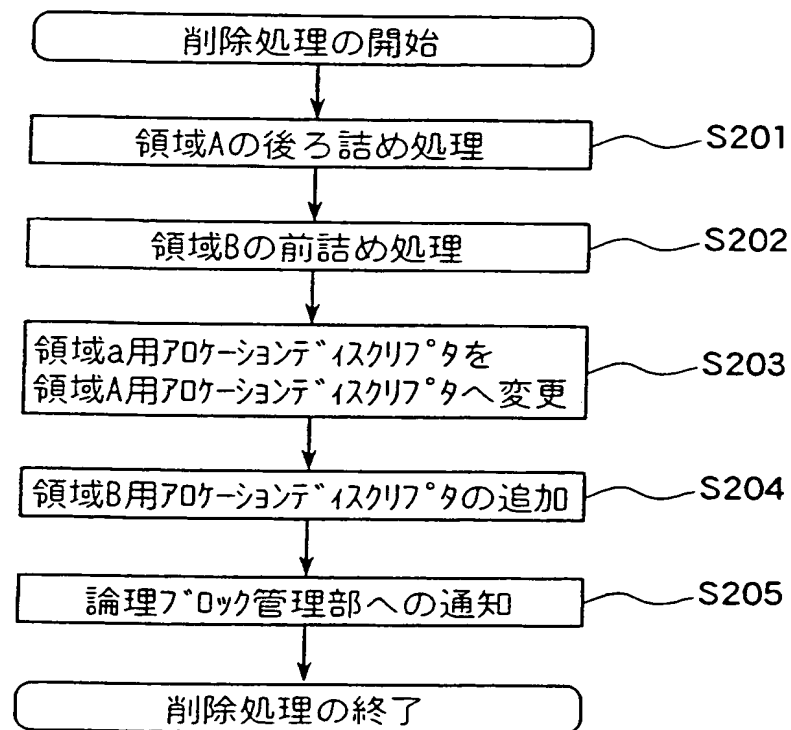 削除処理の開始
領域Aの後ろ詰め処理
S201
領域Bの前詰め処理
S202
領域a用ｱﾛｹｰｼｮﾝﾃﾞｨｽｸﾘﾌﾟﾀを
領域A用ｱﾛｹｰｼｮﾝﾃﾞｨｽｸﾘﾌﾟﾀへ変更
S203
領域B用ｱﾛｹｰｼｮﾝﾃﾞｨｽｸﾘﾌﾟﾀの追加
S204
論理ﾌﾞﾛｯｸ管理部への通知
S205
削除処理の終了